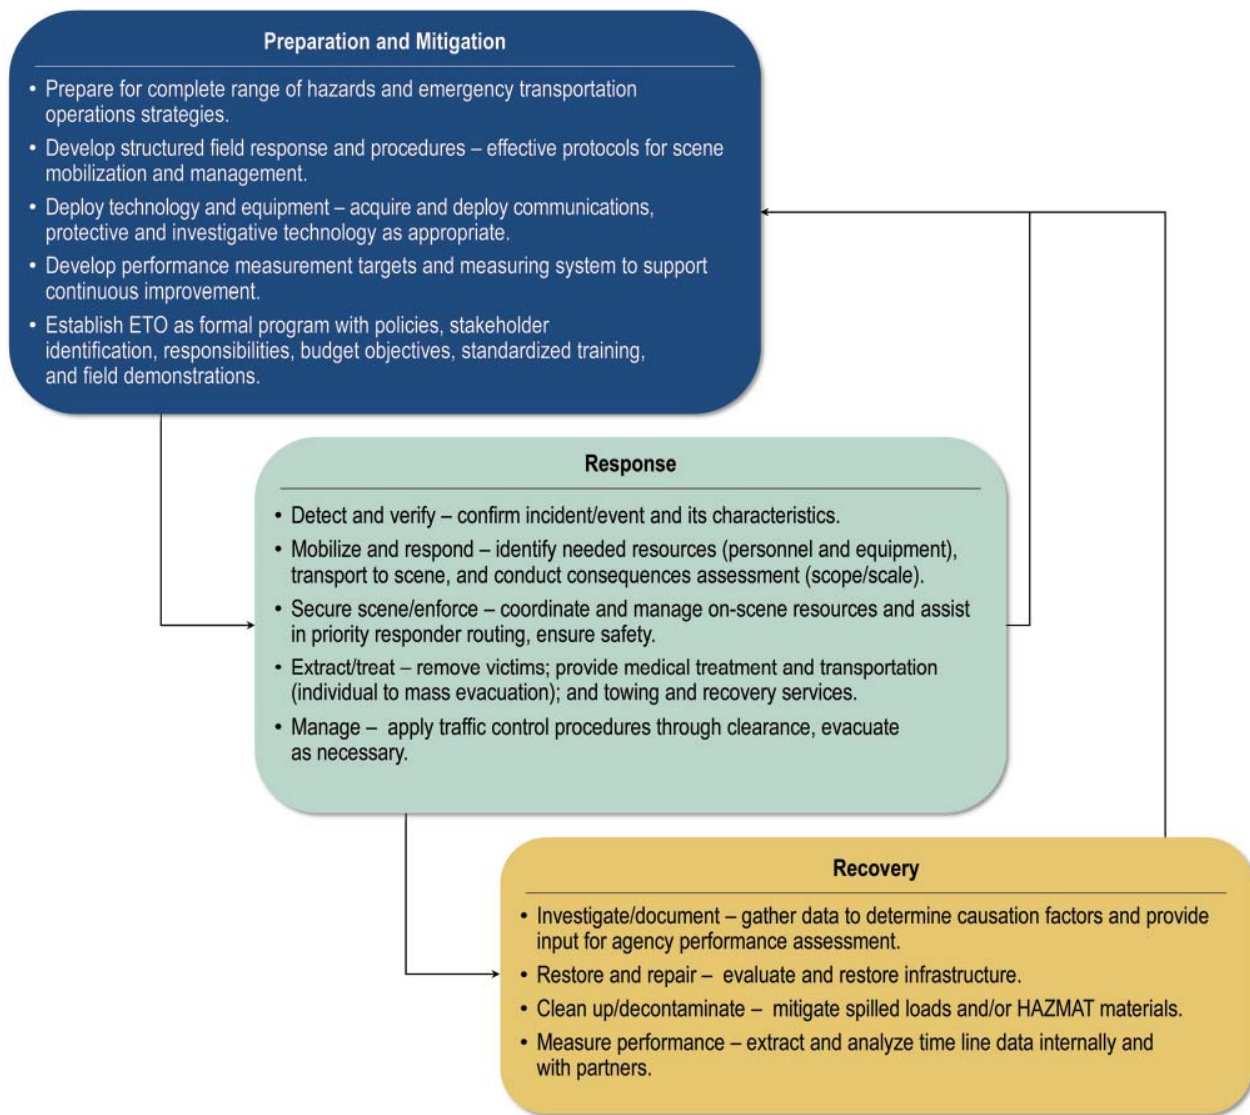 Preparation and Mitigation
• Prepare for complete range of hazards and emergency transportation
operations strategies.
• Develop structured field response and procedures – effective protocols for scene
mobilization and management.
• Deploy technology and equipment – acquire and deploy communications,
protective and investigative technology as appropriate.
• Develop performance measurement targets and measuring system to support
continuous improvement.
• Establish ETO as formal program with policies, stakeholder
identification, responsibilities, budget objectives, standardized training,
and field demonstrations.
Response
• Detect and verify – confirm incident/event and its characteristics.
• Mobilize and respond – identify needed resources (personnel and equipment),
transport to scene, and conduct consequences assessment (scope/scale).
• Secure scene/enforce – coordinate and manage on-scene resources and assist
in priority responder routing, ensure safety.
• Extract/treat – remove victims; provide medical treatment and transportation
(individual to mass evacuation); and towing and recovery services.
• Manage – apply traffic control procedures through clearance, evacuate
as necessary.
Recovery
• Investigate/document – gather data to determine causation factors and provide
input for agency performance assessment.
• Restore and repair – evaluate and restore infrastructure.
• Clean up/decontaminate – mitigate spilled loads and/or HAZMAT materials.
• Measure performance – extract and analyze time line data internally and
with partners.